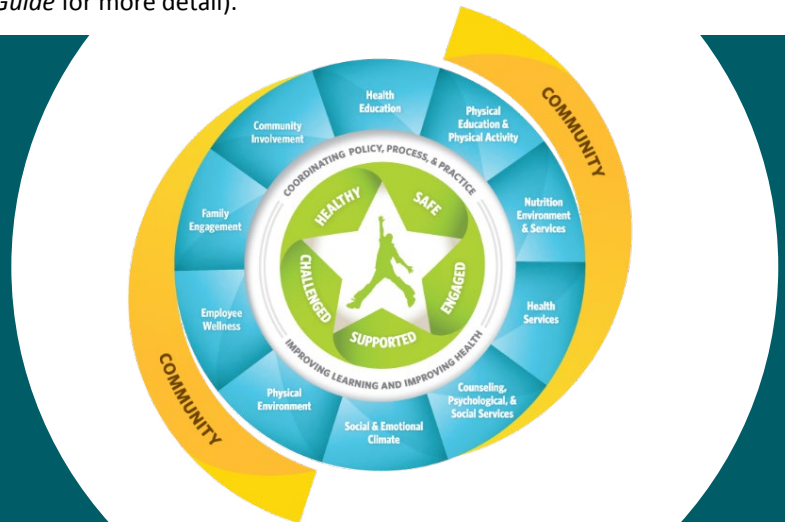 Guide for more detail).
COMMUNITY
Health
Education
Physical
Education &
Physical Activity
Nutrition
Environment
& Services
Health
Services
Counseling,
Psychological, &
Social Services
Social & Emotional
Climate
Physical
Environment
Employee
Wellness
Family
Engagement
Community
Involvement
COORDINATING POLICY, PROCESS, & PRACTICE
IMPROVING LEARNING AND IMPROVING HEALTH
HEALTHY
SAFE
ENGAGED
SUPPORTED
CHALLENGED
COMMUNITY